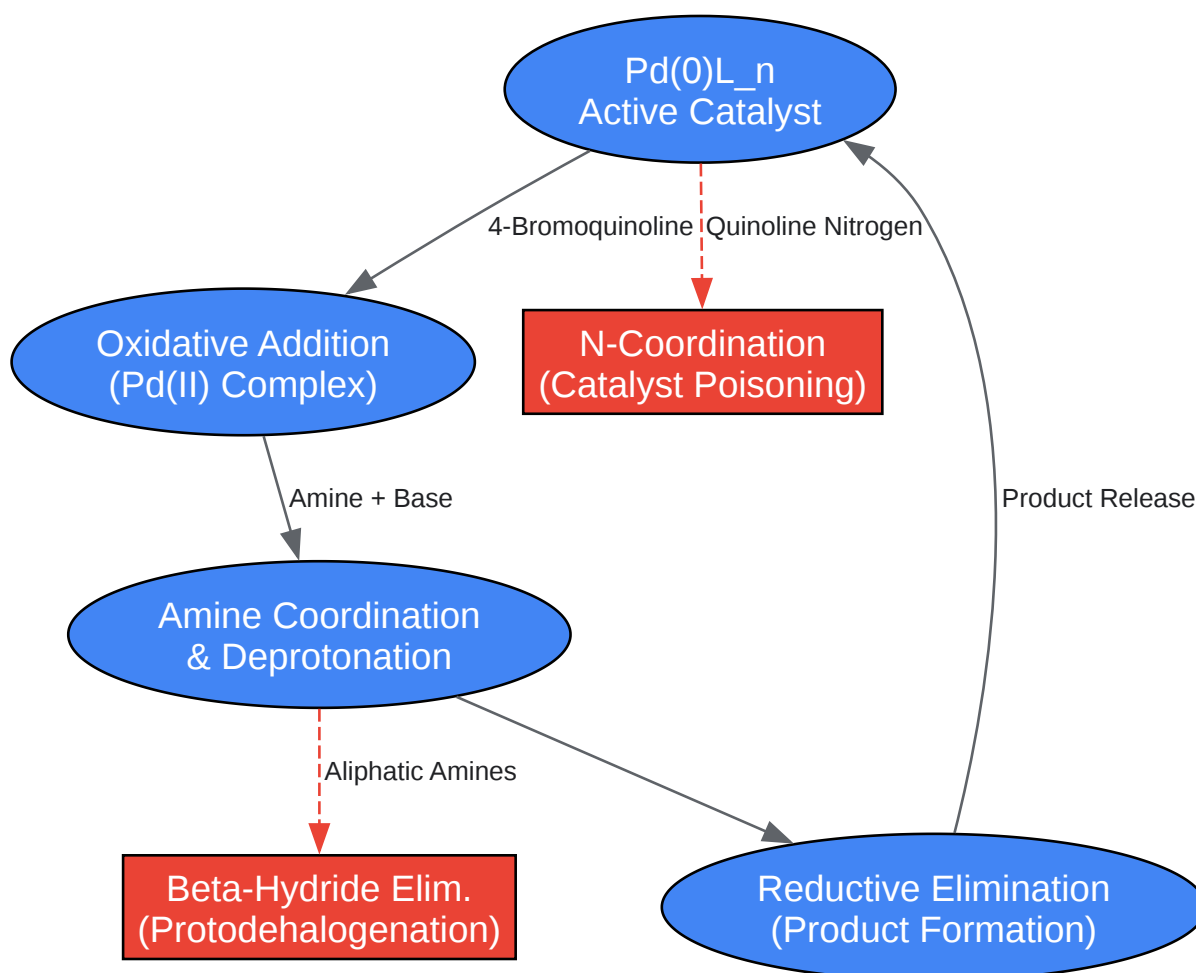 Pd(0)L_n
Active Catalyst
4-Bromoquinoline
Quinoline Nitrogen
Oxidative Addition
(Pd(II) Complex)
N-Coordination
(Catalyst Poisoning)
Amine + Base
Product Release
Amine Coordination
& Deprotonation
Aliphatic Amines
Beta-Hydride Elim.
(Protodehalogenation)
Reductive Elimination
(Product Formation)